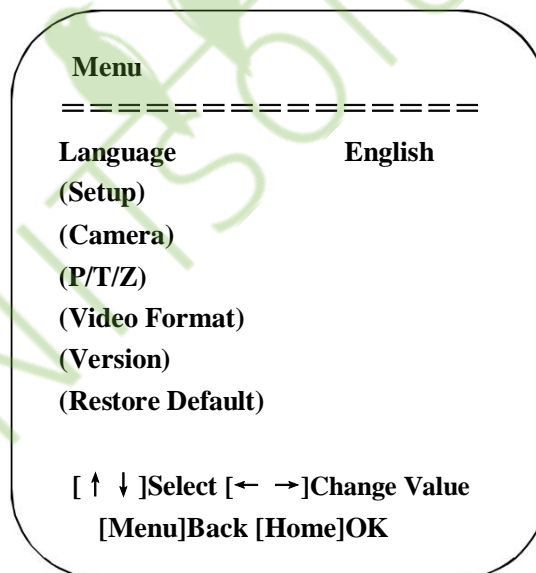 Menu
===============
Language English
(Setup)
(Camera)
(P/T/Z)
(Video Format)
(Version)
(Restore Default)
[ ↑ ↓ ]Select [← →]Change Value
[Menu]Back [Home]OK